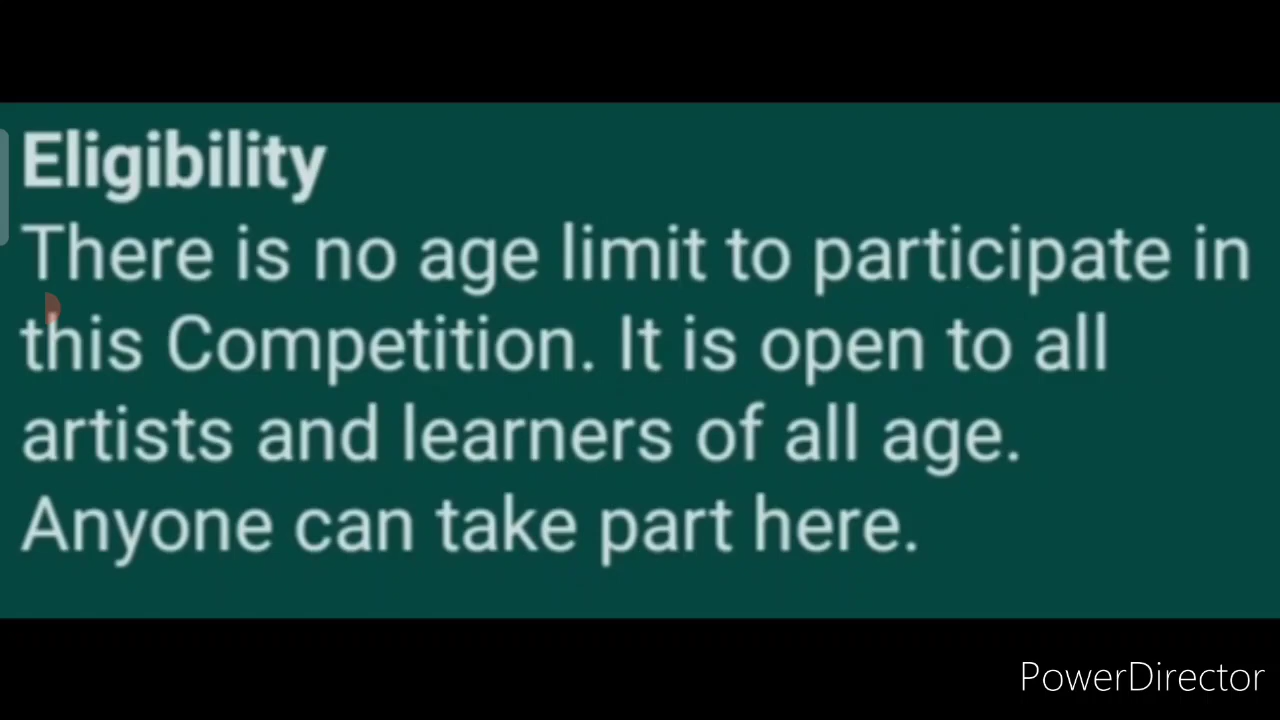 Eligibility
There is no age limit to participate in
this Competition. It is open to all
artists and learners of all age.
Anyone can take part here.
PowerDirector